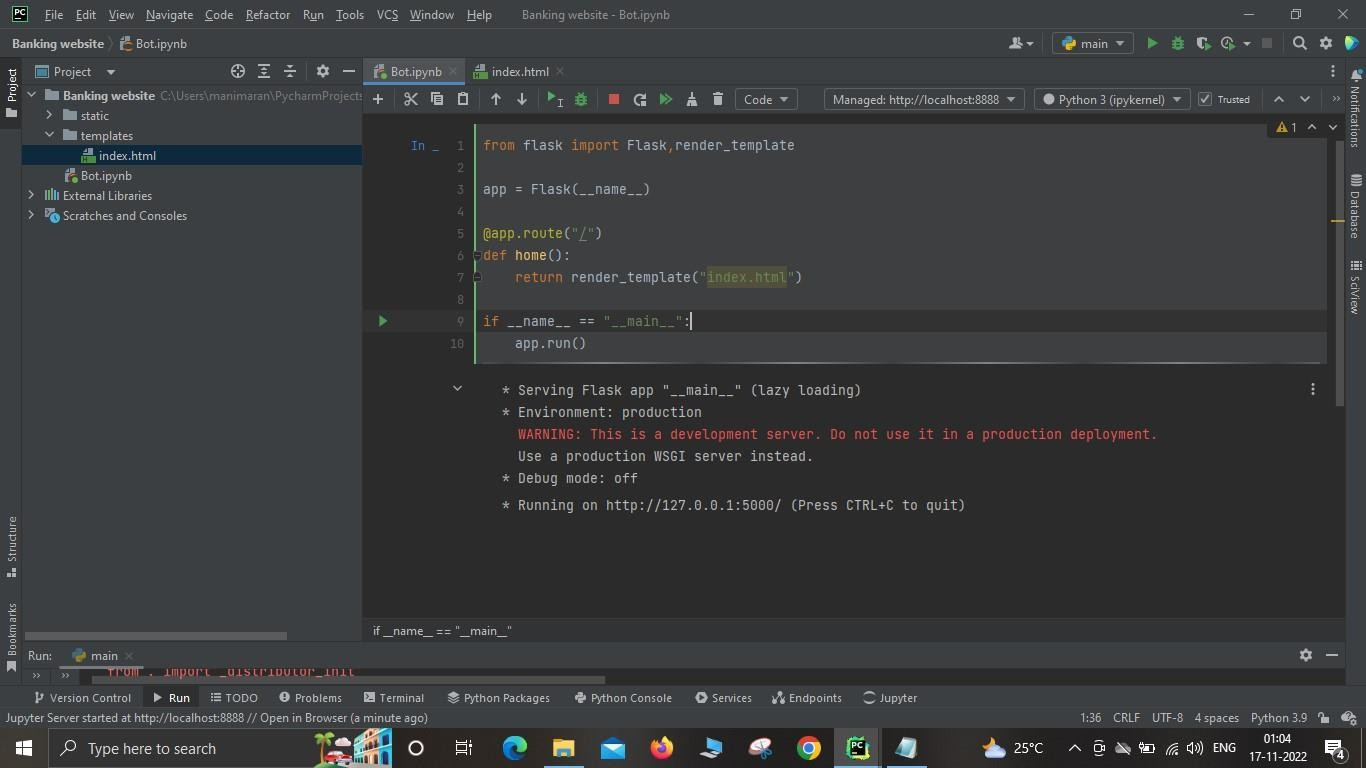 PC File Edit View Navigate Code Refactor Run Tools VCS Window Help Banking website - Bot.ipynb
Banking website Bot.ipynb main
Project Bot.ipynb index.html
Banking website C:\Users\manimaran\PycharmProjects
Code Managed: http://localhost:8888 Python 3 (ipykernel) Trusted
static
templates
index.html
Bot.ipynb
External Libraries
Scratches and Consoles
Project
Structure
Bookmarks
Notifications
Database
SciView
1
In _ 1 from flask import Flask,render_template
2
3 app = Flask(__name__)
4
5 @app.route("/")
6 def home():
7 return render_template("index.html")
8
9 if __name__ == "__main__":
10 app.run()
* Serving Flask app "__main__" (lazy loading)
* Environment: production
WARNING: This is a development server. Do not use it in a production deployment.
Use a production WSGI server instead.
* Debug mode: off
* Running on http://127.0.0.1:5000/ (Press CTRL+C to quit)
if __name__ == "__main__"
Run: main
from . import _distributor_init
Version Control Run TODO Problems Terminal Python Packages Python Console Services Endpoints Jupyter
Jupyter Server started at http://localhost:8888 // Open in Browser (a minute ago) 1:36 CRLF UTF-8 4 spaces Python 3.9
Type here to search PC 25°C ENG 01:04
17-11-2022 4